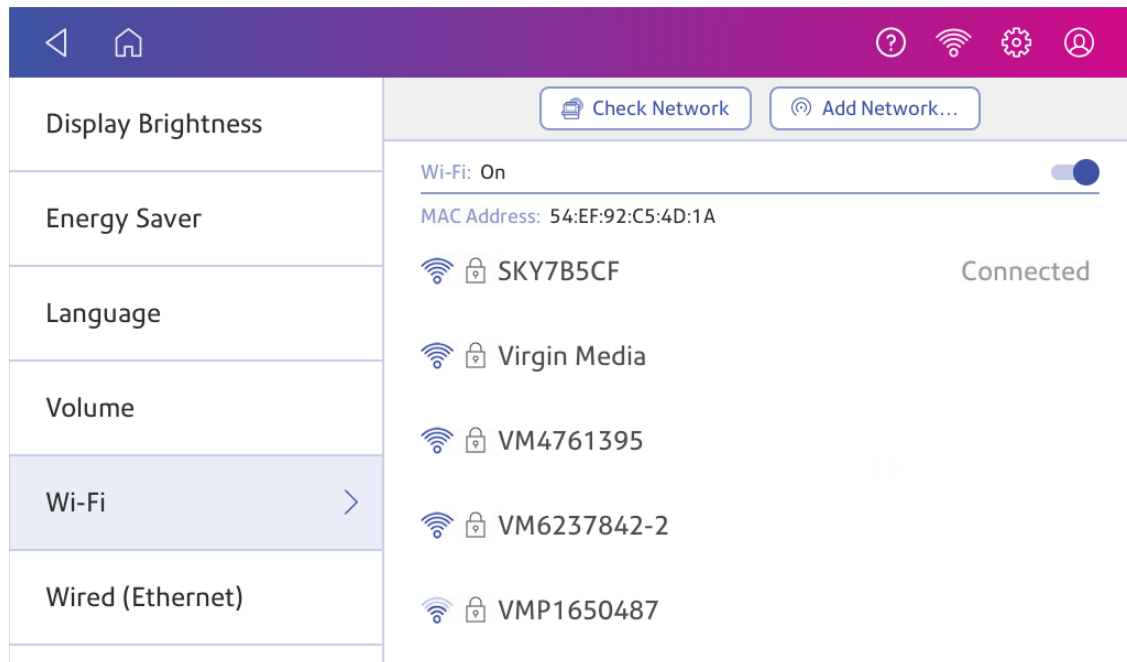 Check Network
Add Network...
Display Brightness
Energy Saver
Language
Volume
Wi-Fi
Wired (Ethernet)
Wi-Fi: On
MAC Address: 54:EF:92:C5:4D:1A
SKY7B5CF Connected
Virgin Media
VM4761395
VM6237842-2
VMP1650487